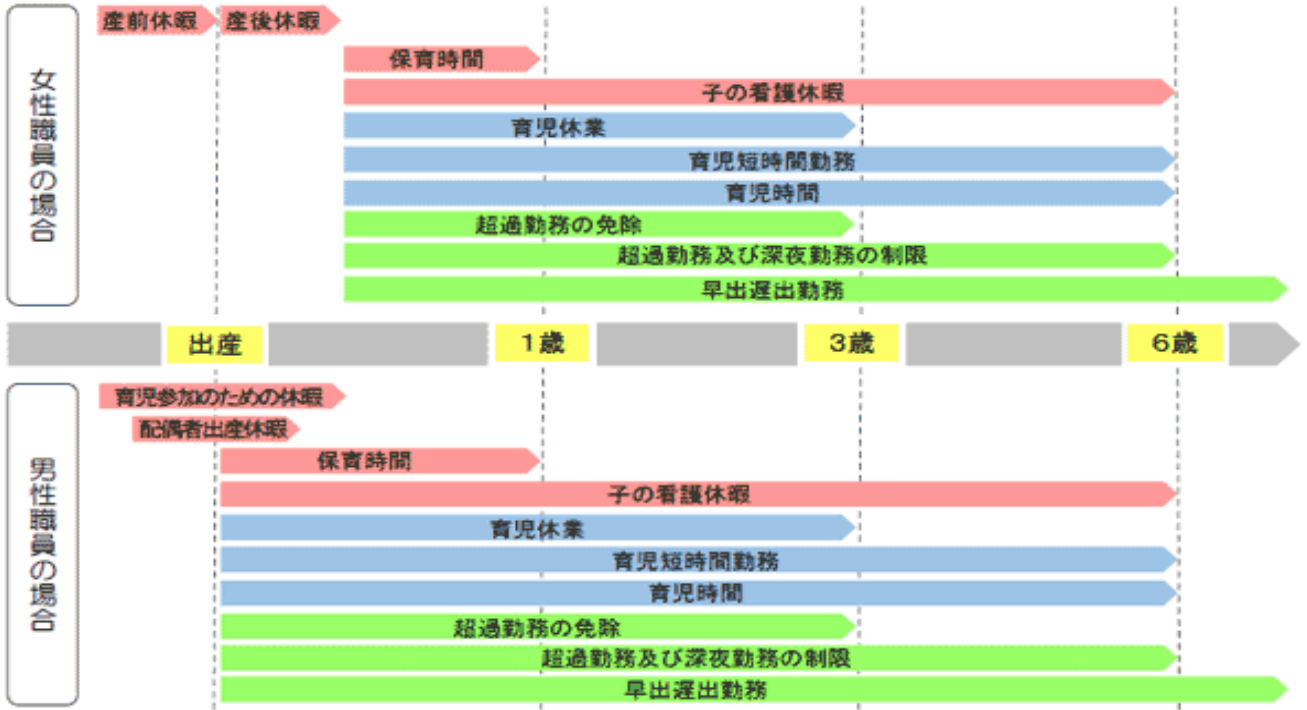 女性職員の場合
産前休暇
産後休暇
保育時間
子の看護休暇
育児休業
育児短時間勤務
育児時間
超過勤務の免除
超過勤務及び深夜勤務の制限
早出遅出勤務
出産
1歳
3歳
6歳
男性職員の場合
育児参加のための休暇
配偶者出産休暇
保育時間
子の看護休暇
育児休業
育児短時間勤務
育児時間
超過勤務の免除
超過勤務及び深夜勤務の制限
早出遅出勤務